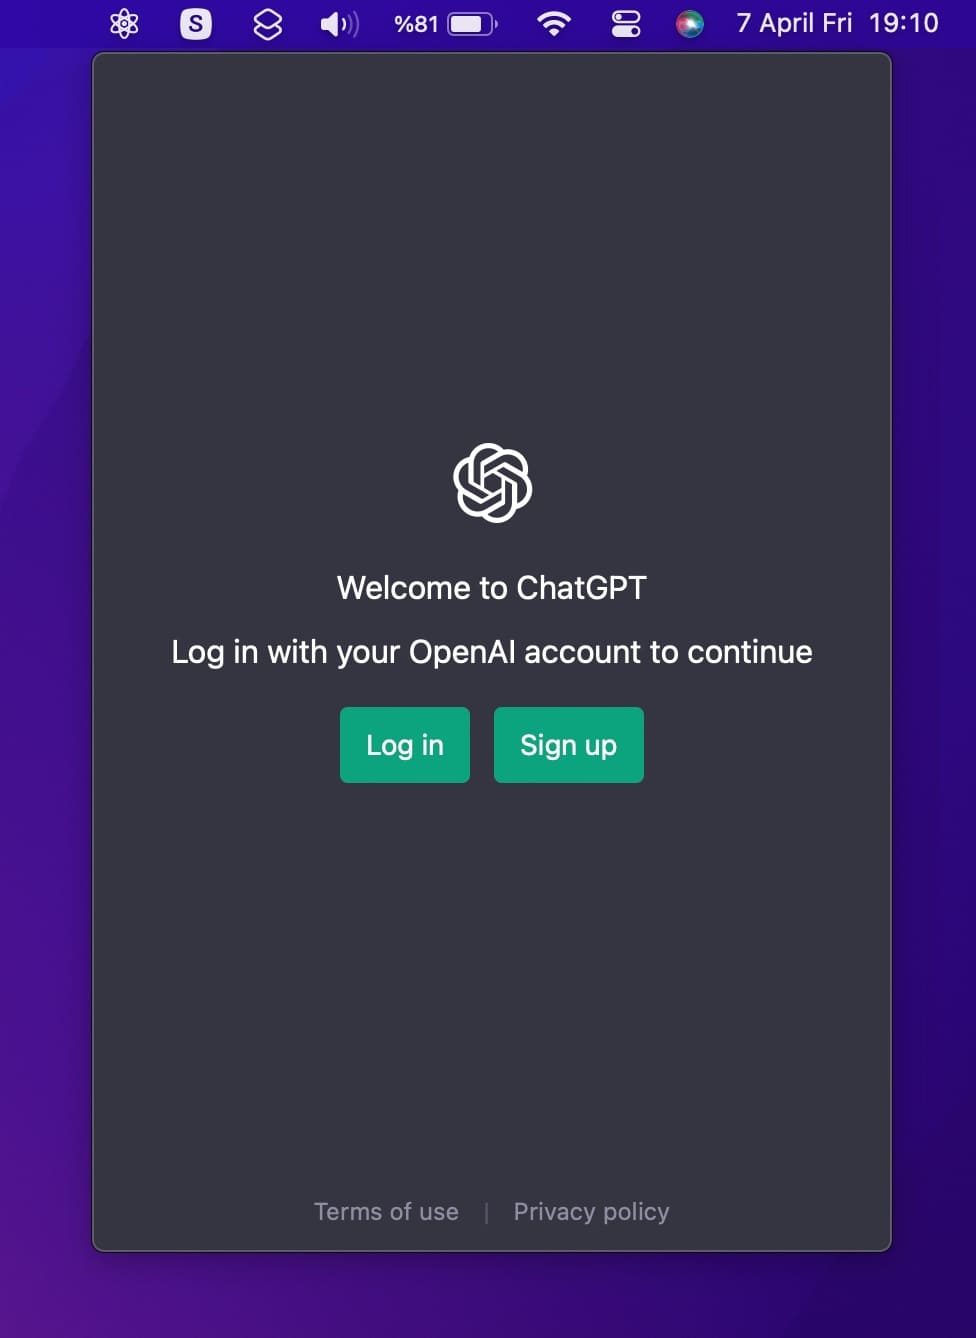 S %81 7 April Fri 19:10
Welcome to ChatGPT
Log in with your OpenAI account to continue
Log in Sign up
Terms of use | Privacy policy